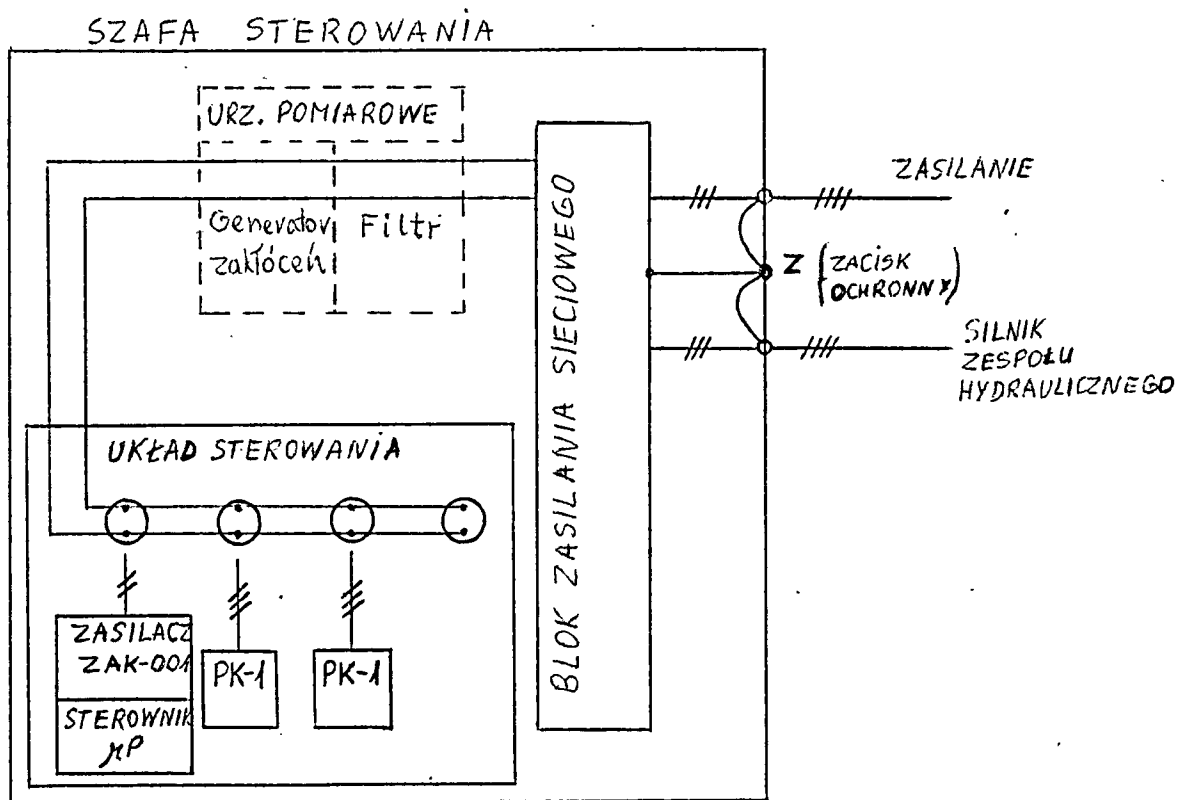 SZAFA STEROWANIA
URZ. POMIAROWE
Generator
zakłóceń
Filtr
BLOK ZASILANIA SIECIOWEGO
ZASILANIE
Z (ZACISK
OCHRONNY)
SILNIK
ZESPOŁU
HYDRAULICZNEGO
UKŁAD STEROWANIA
ZASILACZ
ZAK-001
STEROWNIK
μP
PK-1
PK-1